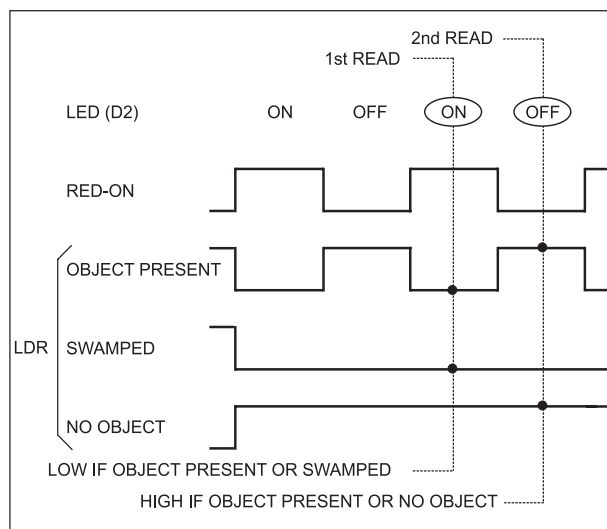 2nd READ
1st READ
LED (D2) ON OFF ON OFF
RED-ON
OBJECT PRESENT
LDR SWAMPED
NO OBJECT
LOW IF OBJECT PRESENT OR SWAMPED
HIGH IF OBJECT PRESENT OR NO OBJECT